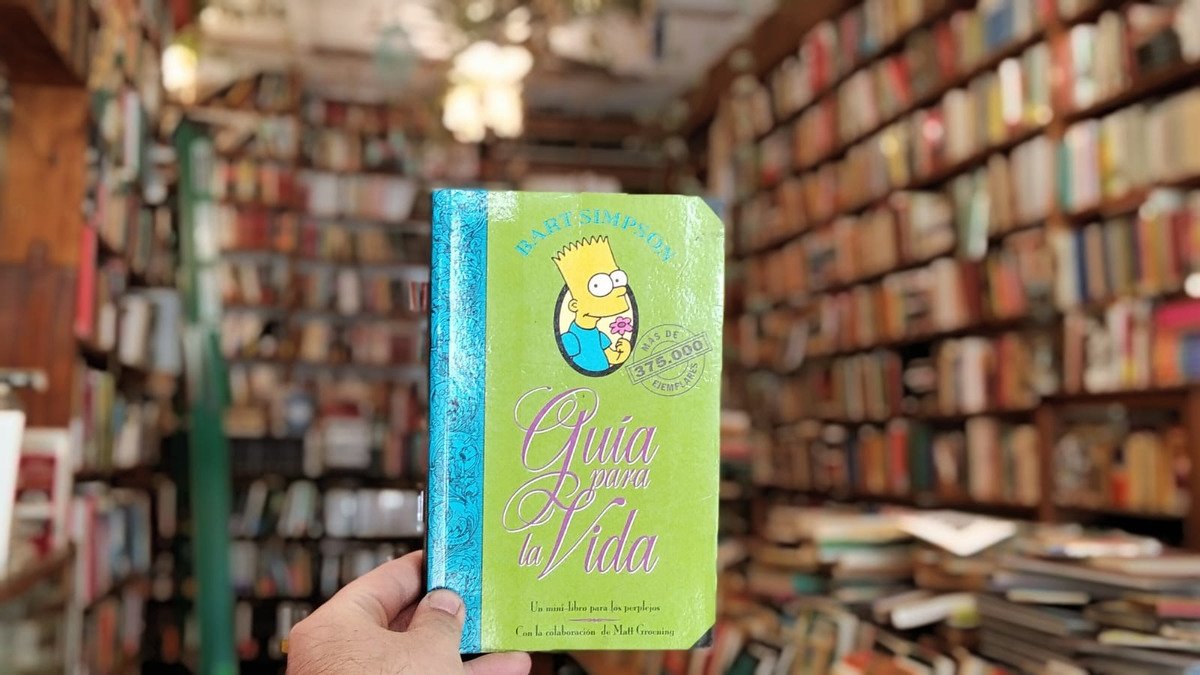 BART SIMPSON
MÁS DE
375.000
EJEMPLARES
Guía
para
la Vida
Un mini-libro para los perplejos
Con la colaboración de Matt Groening